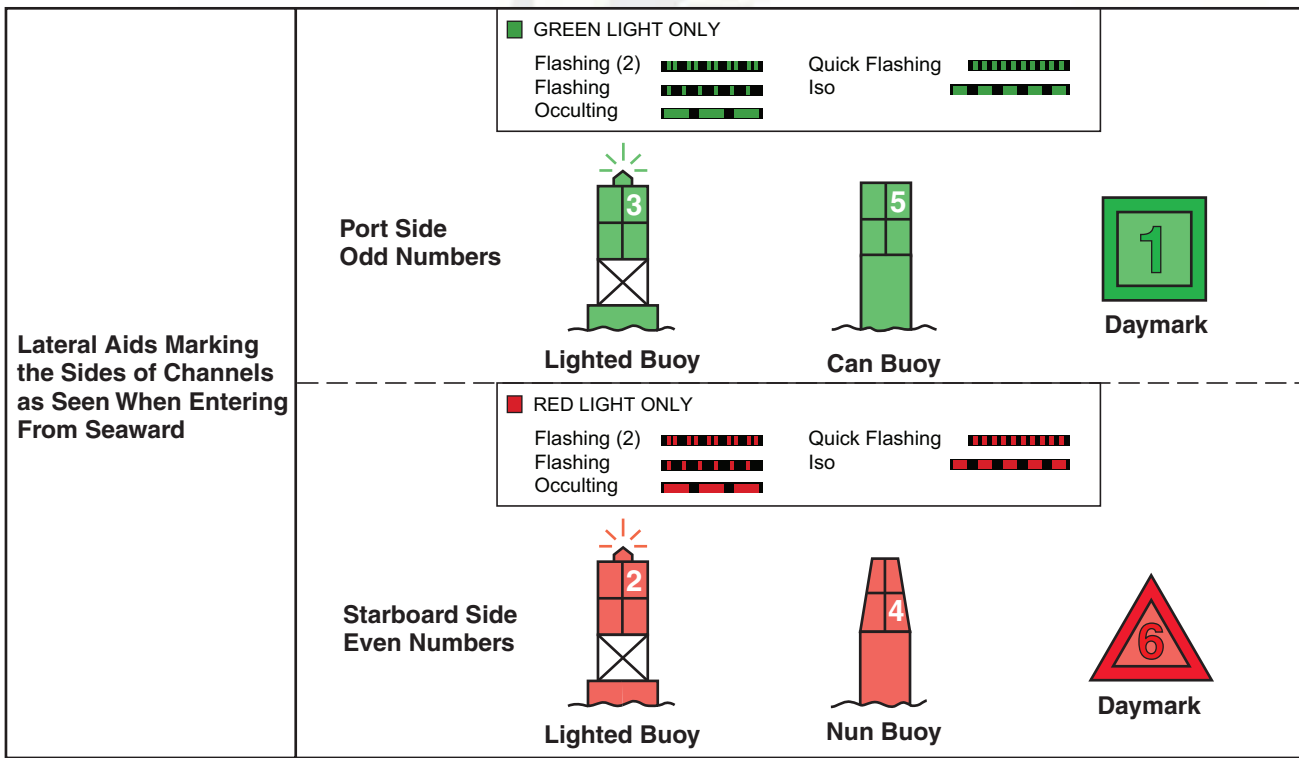 Lateral Aids Marking
the Sides of Channels
as Seen When Entering
From Seaward
GREEN LIGHT ONLY
Flashing (2)
Flashing
Occulting
Quick Flashing
Iso
Port Side
Odd Numbers
3
5
1
Lighted Buoy
Can Buoy
Daymark
RED LIGHT ONLY
Flashing (2)
Flashing
Occulting
Quick Flashing
Iso
Starboard Side
Even Numbers
2
4
6
Lighted Buoy
Nun Buoy
Daymark